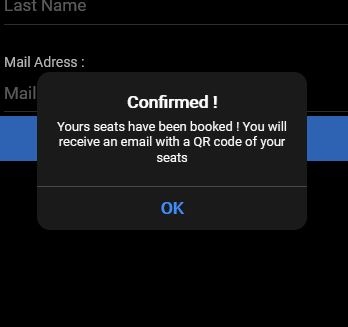 Last Name
Mail Adress :
Mail
Confirmed !
Yours seats have been booked ! You will
receive an email with a QR code of your
seats
OK